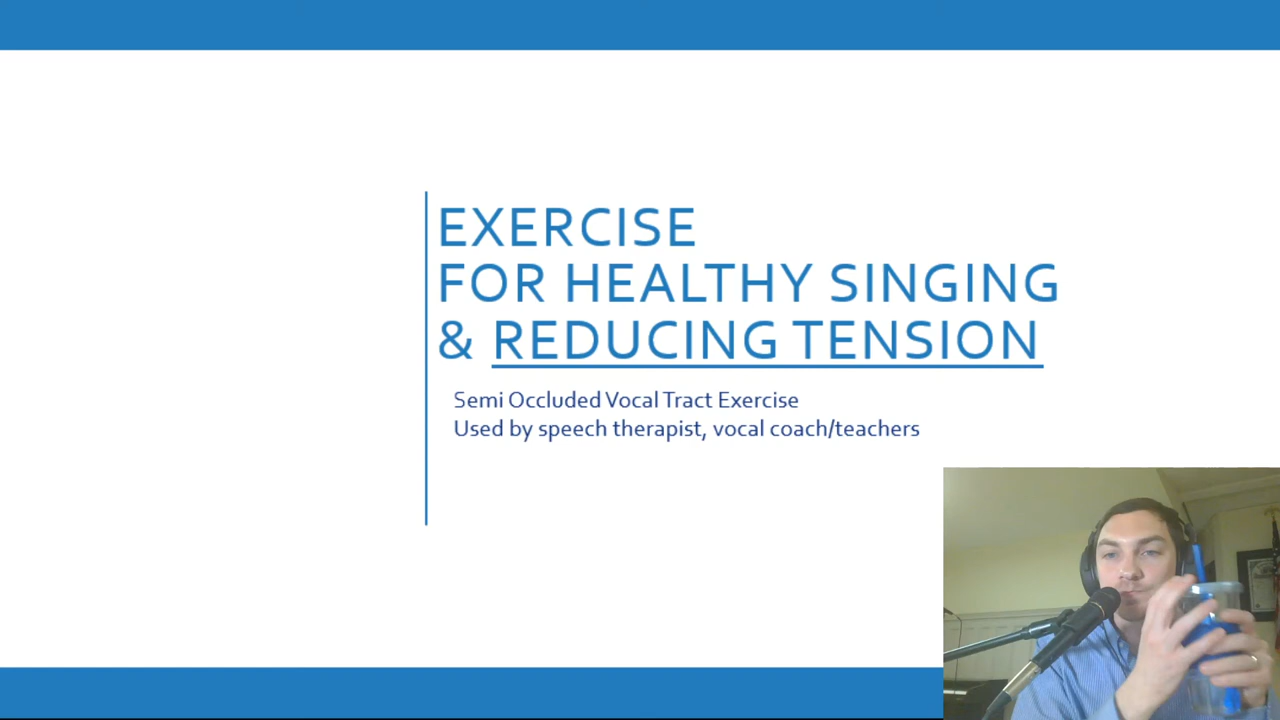 EXERCISE
FOR HEALTHY SINGING
& REDUCING TENSION
Semi Occluded Vocal Tract Exercise
Used by speech therapist, vocal coach/teachers